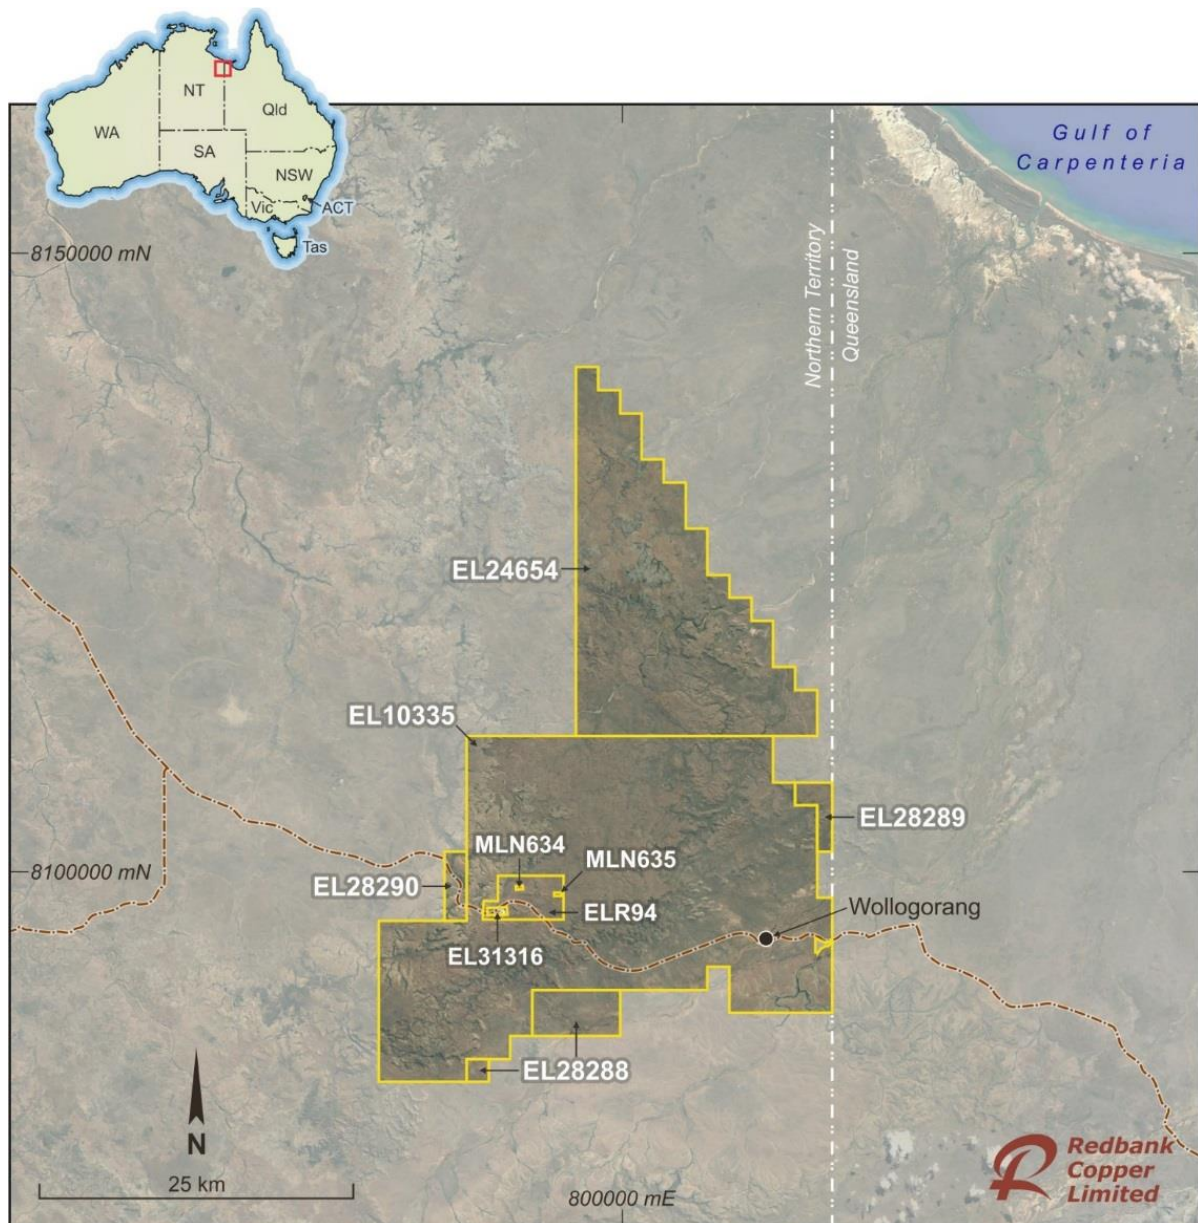 NT
Qld
WA
SA
NSW
Vic
ACT
Tas
Gulf of
Carpenteria
8150000 mN
Northern Territory
Queensland
EL24654
EL10335
EL28289
MLN634
MLN635
8100000 mN
EL28290
ELR94
Wollogorang
EL31316
EL28288
N
25 km
800000 mE
Redbank
Copper
Limited